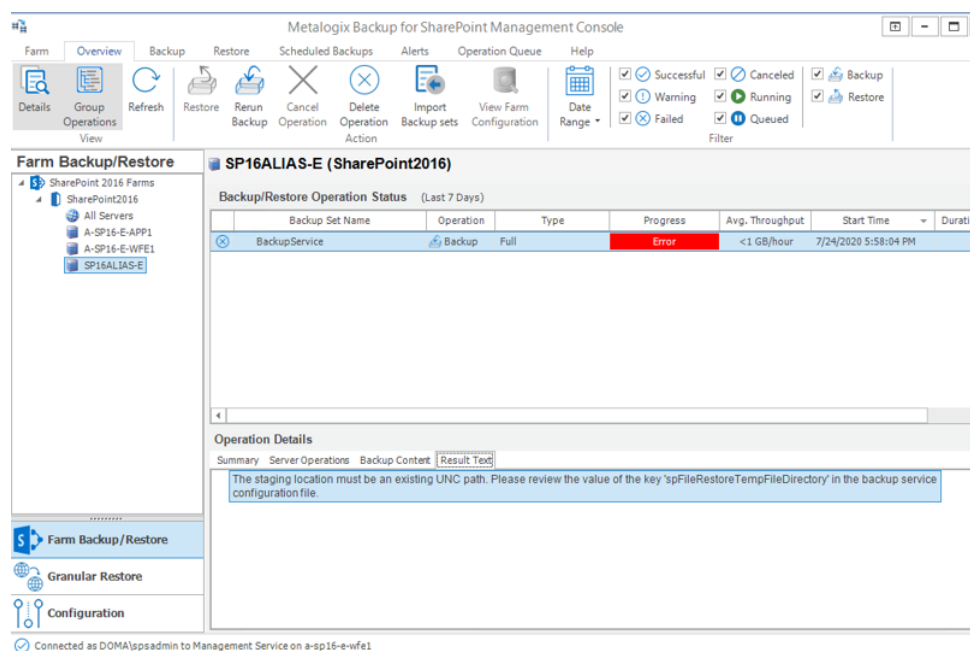 Metalogix Backup for SharePoint Management Console
Farm Overview Backup Restore Scheduled Backups Alerts Operation Queue Help
Details Group Operations Refresh Restore Rerun Backup Cancel Operation Delete Operation Import Backup sets View Farm Configuration Date Range
Successful Canceled Backup
Warning Running Restore
Failed Queued
View Action Filter
Farm Backup/Restore
SharePoint 2016 Farms
SharePoint2016
All Servers
A-SP16-E-APP1
A-SP16-E-WFE1
SP16ALIAS-E
SP16ALIAS-E (SharePoint2016)
Backup/Restore Operation Status (Last 7 Days)
Backup Set Name Operation Type Progress Avg. Throughput Start Time Durati
BackupService Backup Full Error <1 GB/hour 7/24/2020 5:58:04 PM
Operation Details
Summary Server Operations Backup Content Result Text
The staging location must be an existing UNC path. Please review the value of the key 'spFileRestoreTempFileDirectory' in the backup service
configuration file.
Farm Backup/Restore
Granular Restore
Configuration
Connected as DOMA\spsadmin to Management Service on a-sp16-e-wfe1